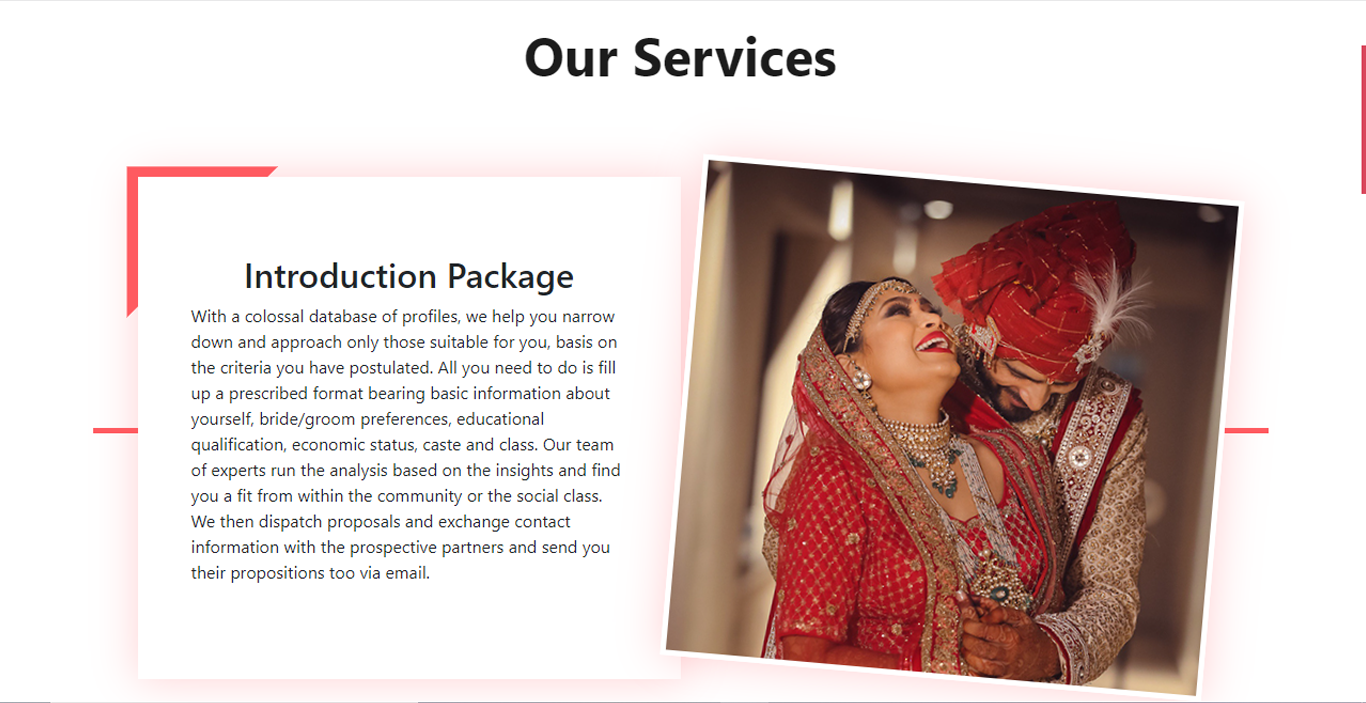 Our Services
Introduction Package
With a colossal database of profiles, we help you narrow
down and approach only those suitable for you, basis on
the criteria you have postulated. All you need to do is fill
up a prescribed format bearing basic information about
yourself, bride/groom preferences, educational
qualification, economic status, caste and class. Our team
of experts run the analysis based on the insights and find
you a fit from within the community or the social class.
We then dispatch proposals and exchange contact
information with the prospective partners and send you
their propositions too via email.